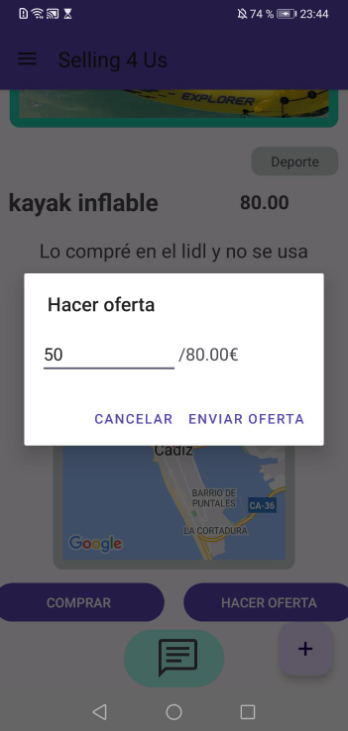 74 % 23:44
Selling 4 Us
EXPLORER
Deporte
kayak inflable 80.00
Lo compré en el lidl y no se usa
Hacer oferta
50 /80.00€
CANCELAR ENVIAR OFERTA
Cádiz
BARRIO DE
PUNTALES
CA-36
LA CORTADURA
Google
COMPRAR HACER OFERTA
+